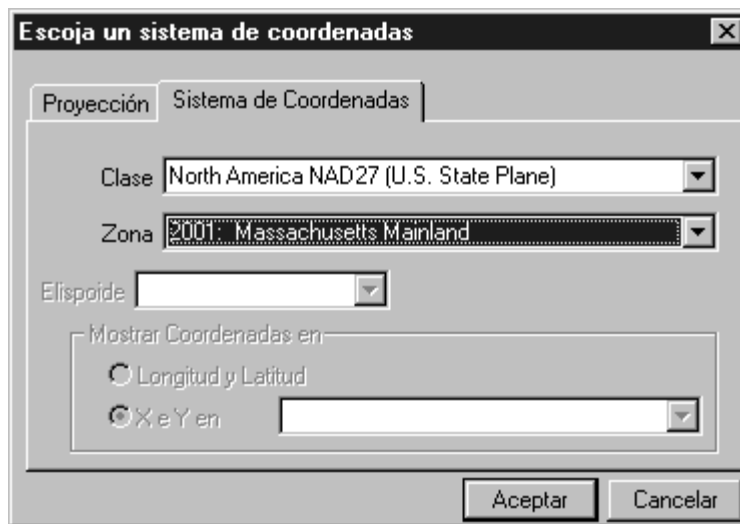 Escoja un sistema de coordenadas
Proyección Sistema de Coordenadas
Clase North America NAD27 (U.S. State Plane)
Zona 2001: Massachusetts Mainland
Elispoide
Mostrar Coordenadas en
Longitud y Latitud
X e Y en
Aceptar Cancelar